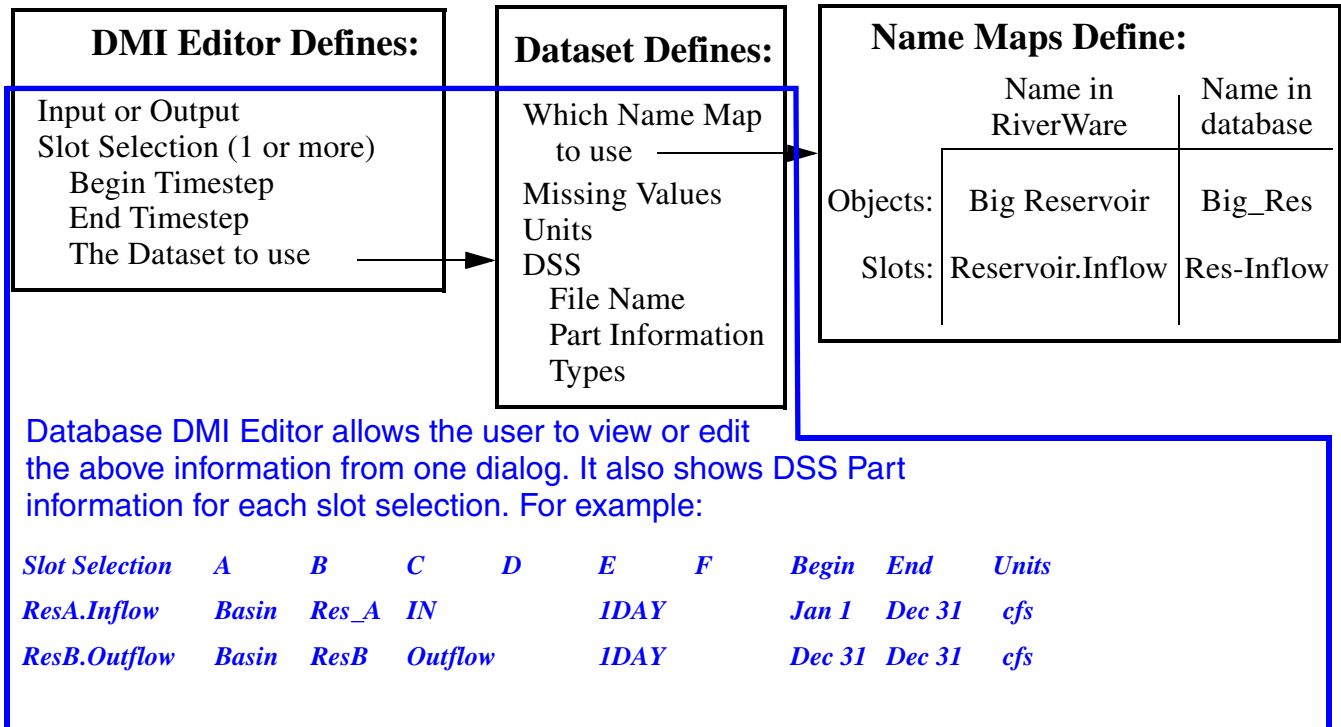 DMI Editor Defines:
Input or Output
Slot Selection (1 or more)
Begin Timestep
End Timestep
The Dataset to use
Dataset Defines:
Which Name Map
to use
Missing Values
Units
DSS
File Name
Part Information
Types
Name Maps Define:
Name in RiverWare Name in database
Objects: Big Reservoir Big_Res
Slots: Reservoir.Inflow Res-Inflow
Database DMI Editor allows the user to view or edit
the above information from one dialog. It also shows DSS Part
information for each slot selection. For example:
Slot Selection A B C D E F Begin End Units
ResA.Inflow Basin Res_A IN 1DAY Jan 1 Dec 31 cfs
ResB.Outflow Basin ResB Outflow 1DAY Dec 31 Dec 31 cfs